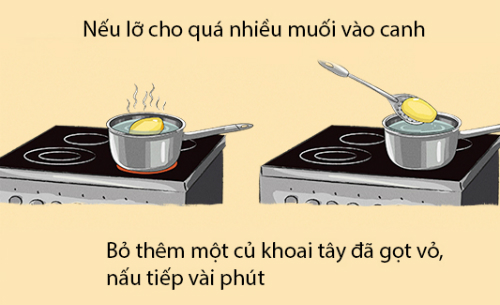 Nếu lỡ cho quá nhiều muối vào canh
Bỏ thêm một củ khoai tây đã gọt vỏ,
nấu tiếp vài phút